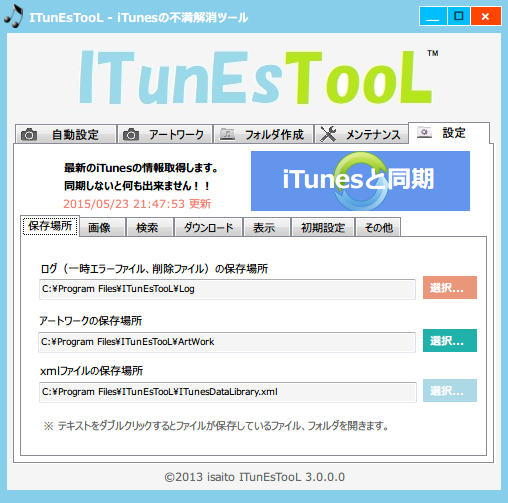 ITunEsTooL - iTunesの不満解消ツール
ITunEsTooL™
自動設定 アートワーク フォルダ作成 メンテナンス 設定
最新のiTunesの情報取得します。
同期しないと何も出来ません！！
2015/05/23 21:47:53 更新
iTunesと同期
保存場所 画像 検索 ダウンロード 表示 初期設定 その他
ログ（一時エラーファイル、削除ファイル）の保存場所
C:¥Program Files¥ITunEsTooL¥Log 選択...
アートワークの保存場所
C:¥Program Files¥ITunEsTooL¥ArtWork 選択...
xmlファイルの保存場所
C:¥Program Files¥ITunEsTooL¥ITunesDataLibrary.xml 選択...
※ テキストをダブルクリックするとファイルが保存しているファイル、フォルダを開きます。
©2013 isaito ITunEsTooL 3.0.0.0